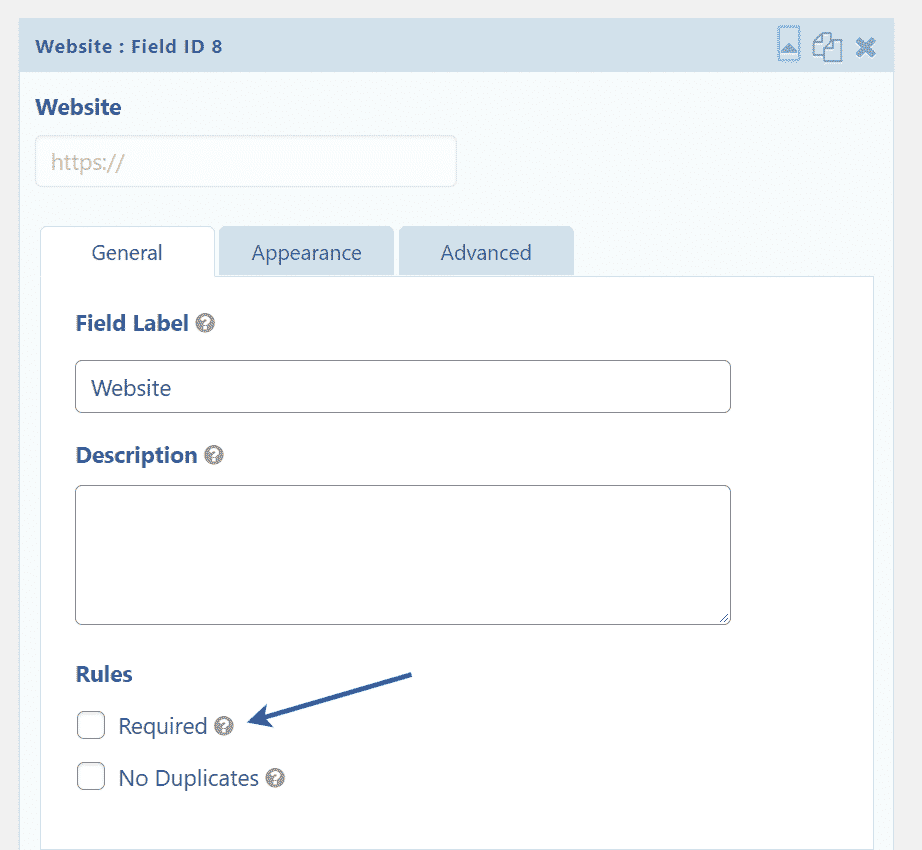 Website : Field ID 8
Website
https://
General Appearance Advanced
Field Label ?
Website
Description ?
Rules
Required ?
No Duplicates ?